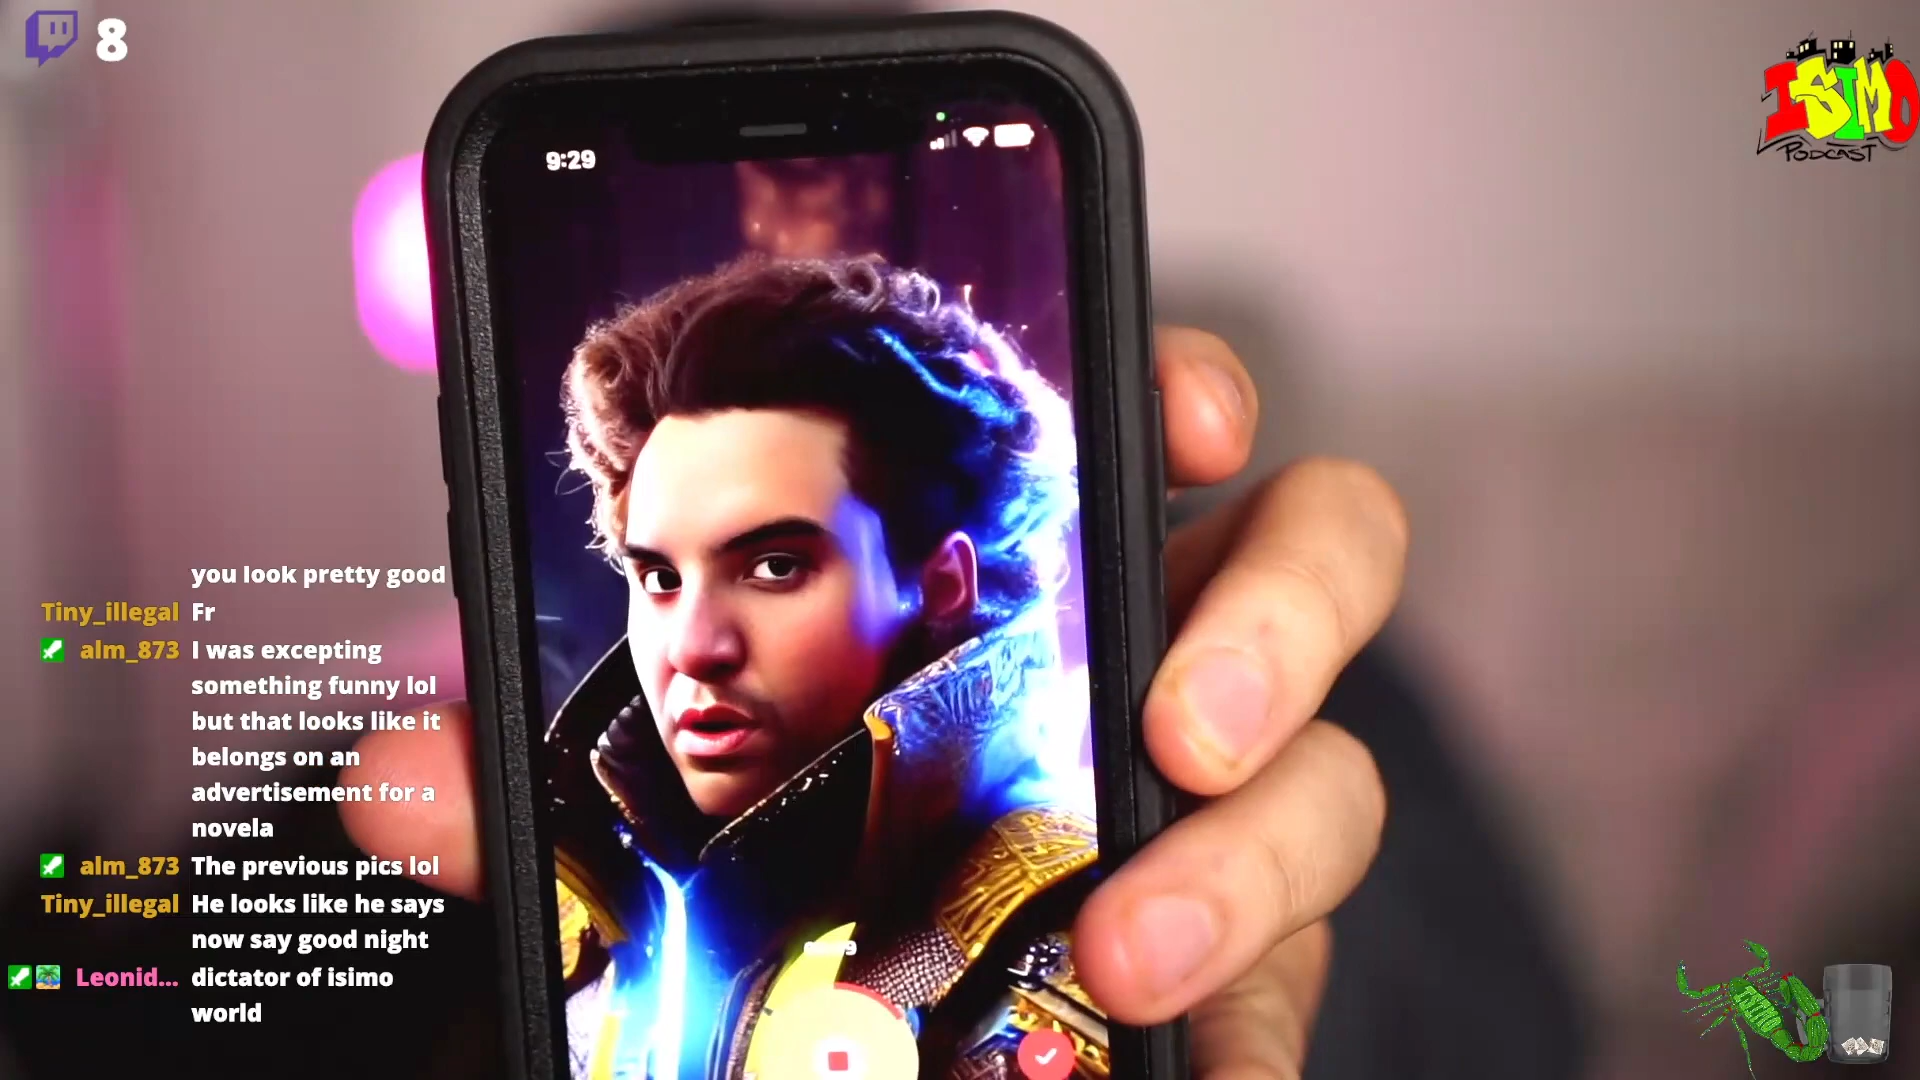 8
ISIMO
PODCAST
9:29
you look pretty good
Tiny_illegal Fr
alm_873 I was excepting
something funny lol
but that looks like it
belongs on an
advertisement for a
novela
alm_873 The previous pics lol
Tiny_illegal He looks like he says
now say good night
Leonid... dictator of isimo
world